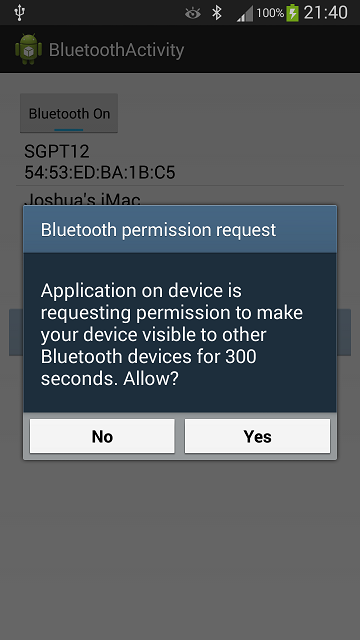 100% 21:40
BluetoothActivity
Bluetooth On
SGPT12
54:53:ED:BA:1B:C5
Joshua's iMac
Bluetooth permission request
Application on device is
requesting permission to make
your device visible to other
Bluetooth devices for 300
seconds. Allow?
No Yes